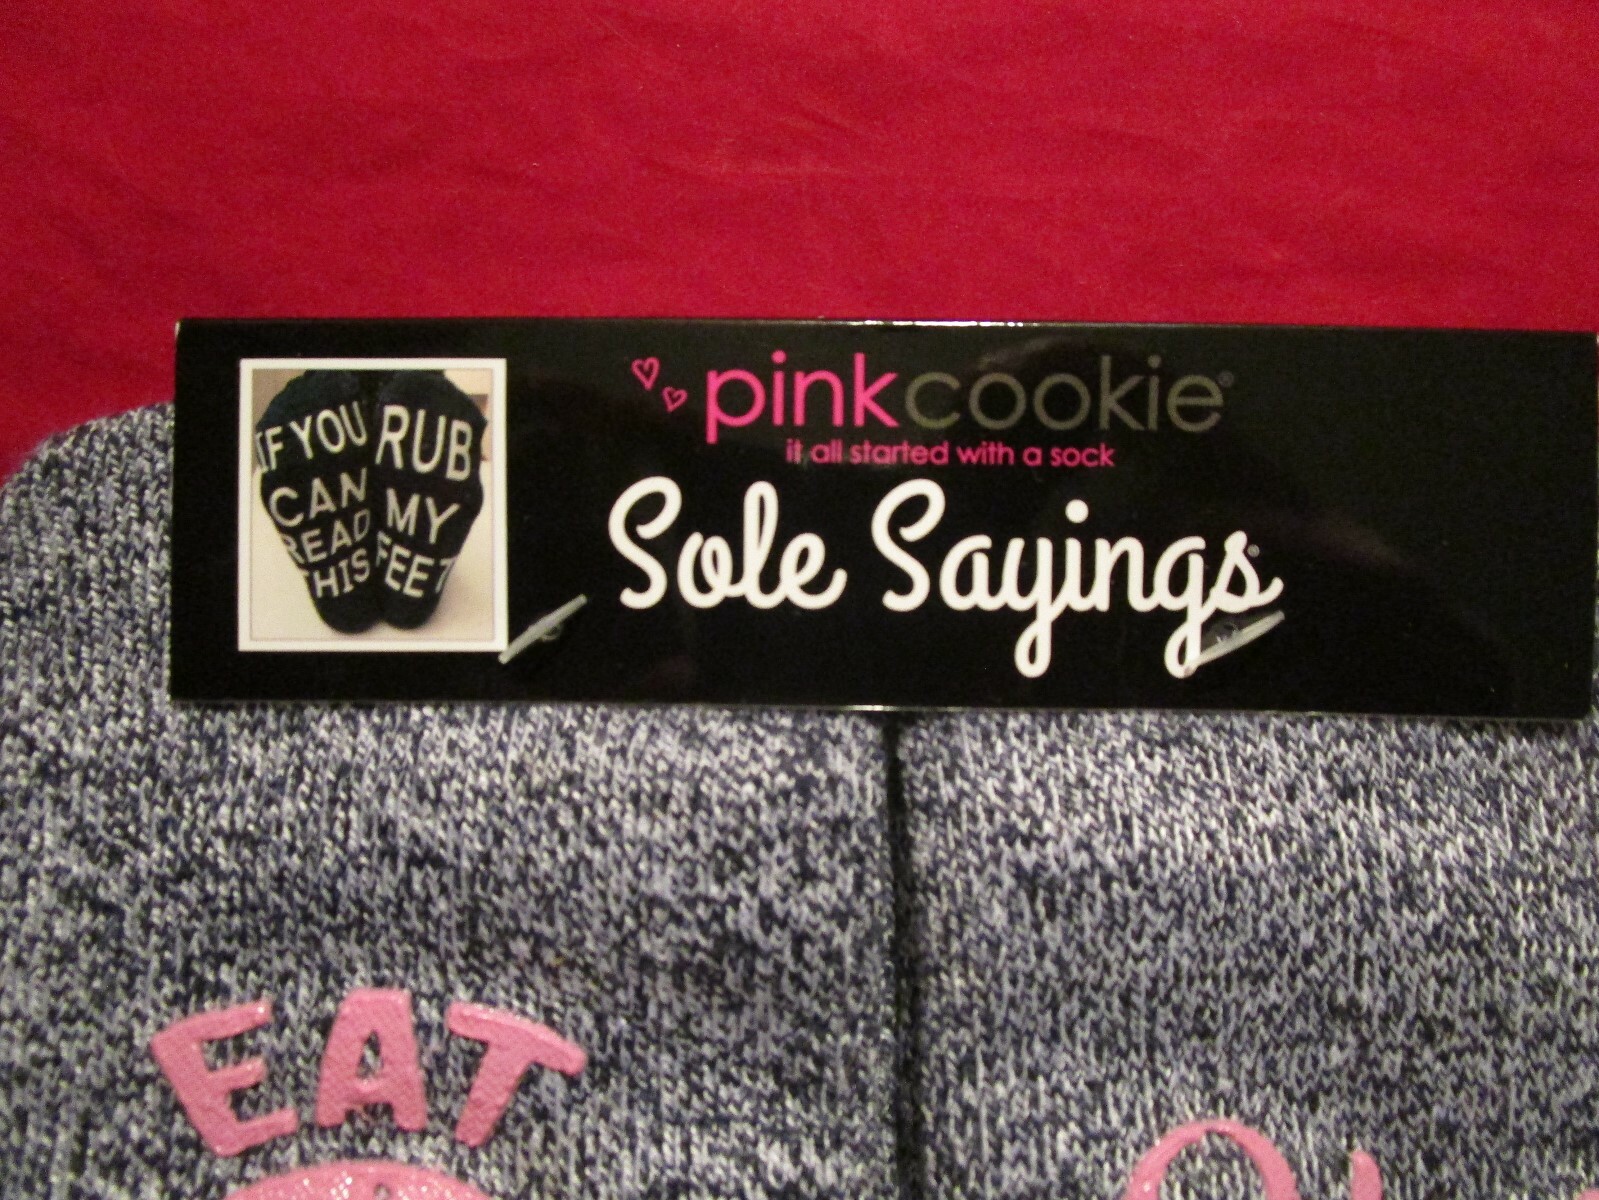 pinkcookie®
it all started with a sock
Sole Sayings®
IF YOU RUB
CAN MY
READ FEET
THIS
EAT